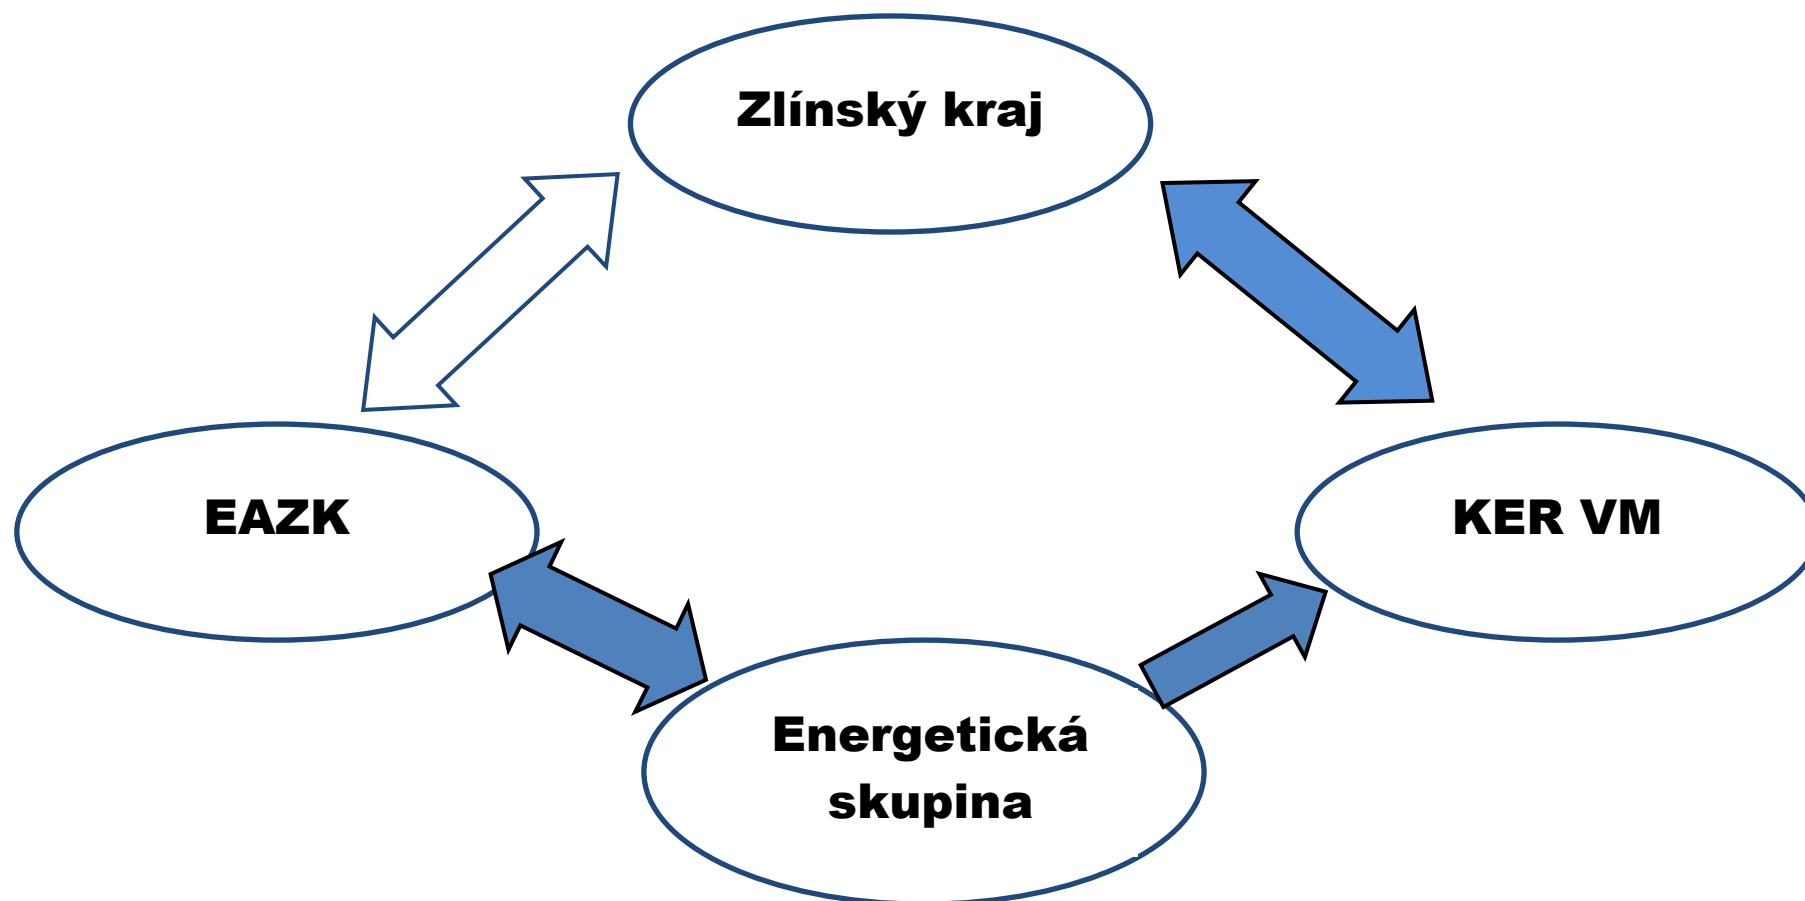 Zlínský kraj
EAZK
KER VM
Energetická
skupina